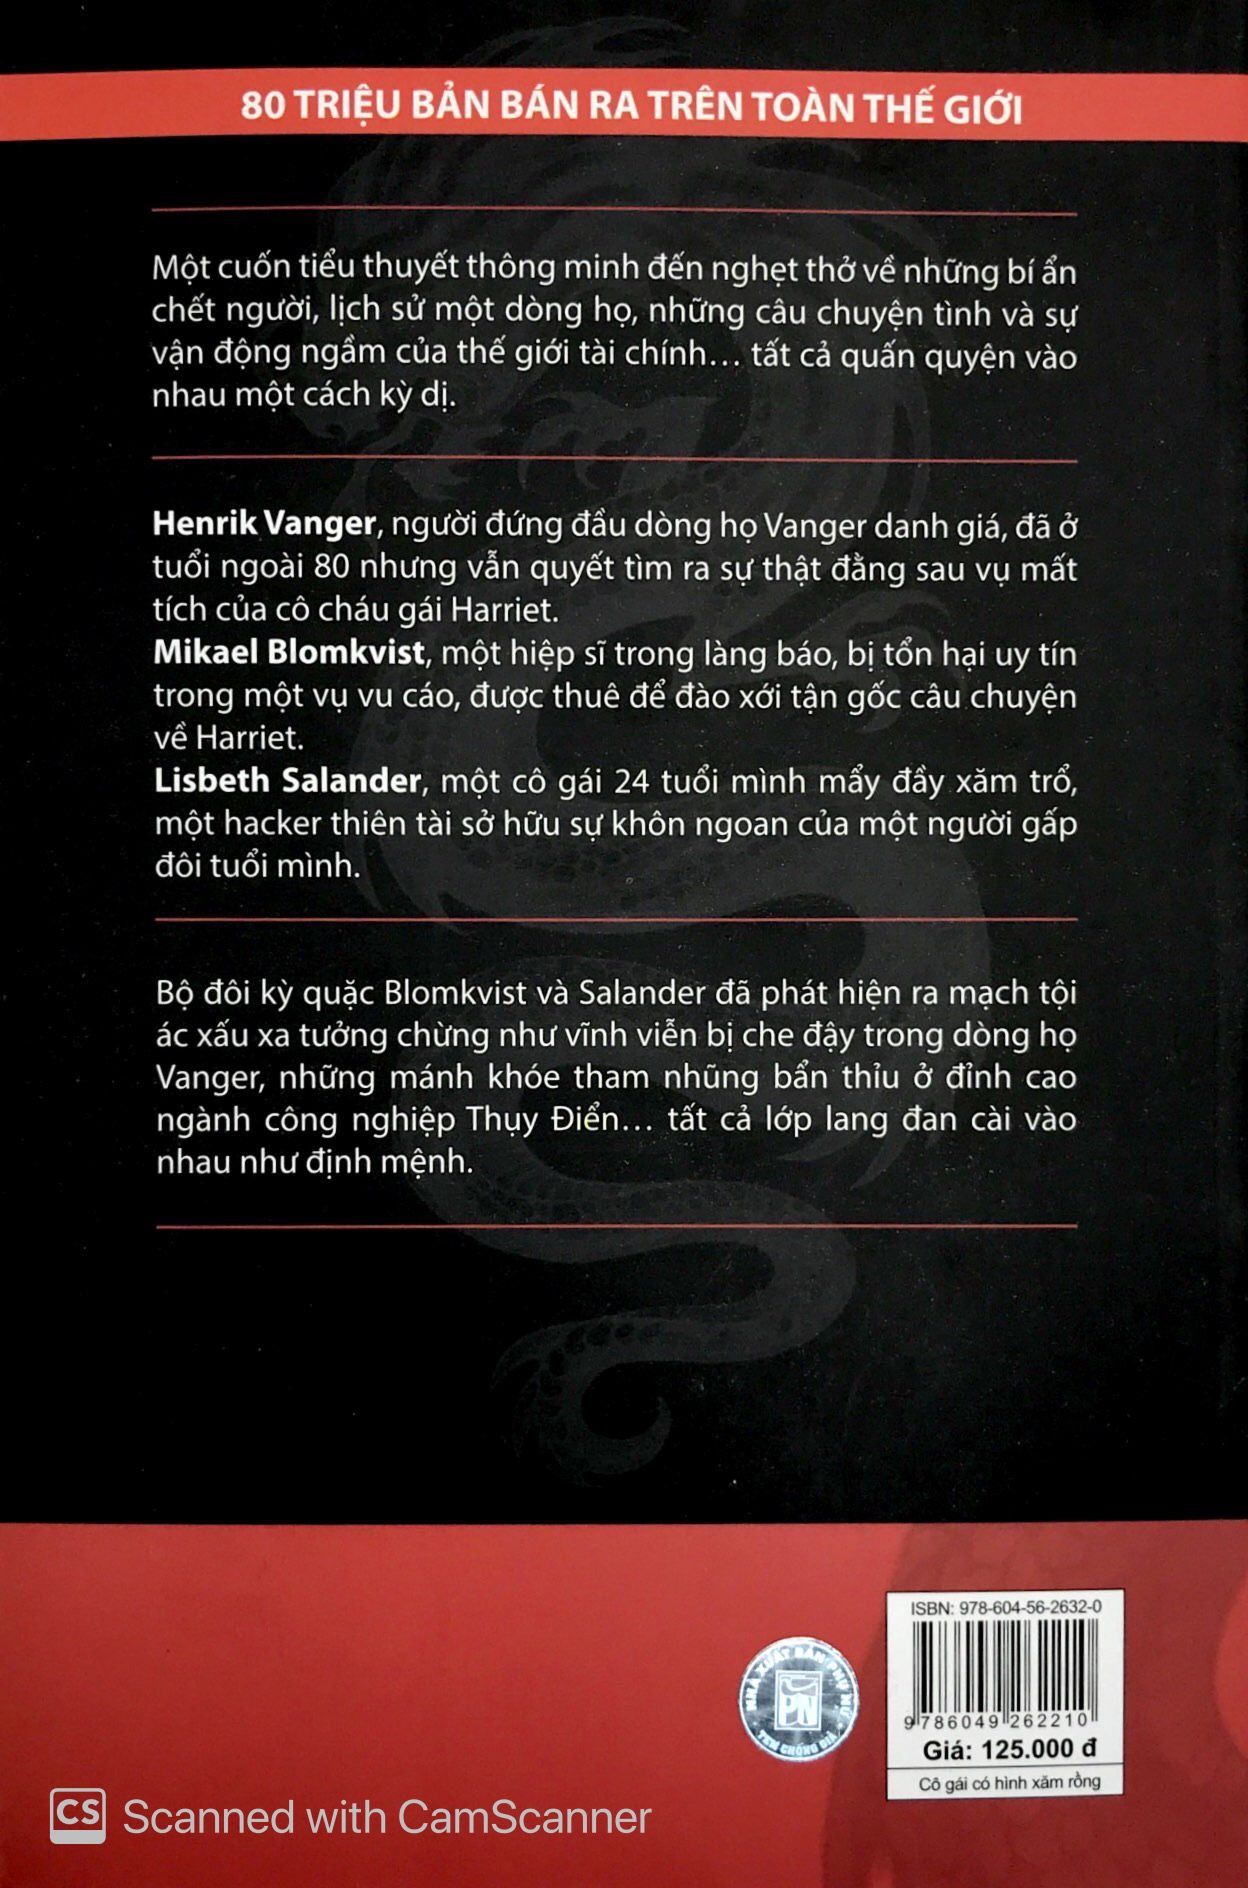 80 TRIỆU BẢN BÁN RA TRÊN TOÀN THẾ GIỚI
Một cuốn tiểu thuyết thông minh đến nghẹt thở về những bí ẩn
chết người, lịch sử một dòng họ, những câu chuyện tình và sự
vận động ngầm của thế giới tài chính... tất cả quấn quyện vào
nhau một cách kỳ dị.
Henrik Vanger, người đứng đầu dòng họ Vanger danh giá, đã ở
tuổi ngoài 80 nhưng vẫn quyết tìm ra sự thật đằng sau vụ mất
tích của cô cháu gái Harriet.
Mikael Blomkvist, một hiệp sĩ trong làng báo, bị tổn hại uy tín
trong một vụ vu cáo, được thuê để đào xới tận gốc câu chuyện
về Harriet.
Lisbeth Salander, một cô gái 24 tuổi mình mẩy đầy xăm trổ,
một hacker thiên tài sở hữu sự khôn ngoan của một người gấp
đôi tuổi mình.
Bộ đôi kỳ quặc Blomkvist và Salander đã phát hiện ra mạch tội
ác xấu xa tưởng chừng như vĩnh viễn bị che đậy trong dòng họ
Vanger, những mánh khóe tham nhũng bẩn thỉu ở đỉnh cao
ngành công nghiệp Thụy Điển... tất cả lớp lang đan cài vào
nhau như định mệnh.
ISBN: 978-604-56-2632-0
9 786049 262210
Giá: 125.000 đ
Cô gái có hình xăm rồng
NHÀ XUẤT BẢN PHỤ NỮ
PN
TEM CHỐNG GIẢ
CS Scanned with CamScanner